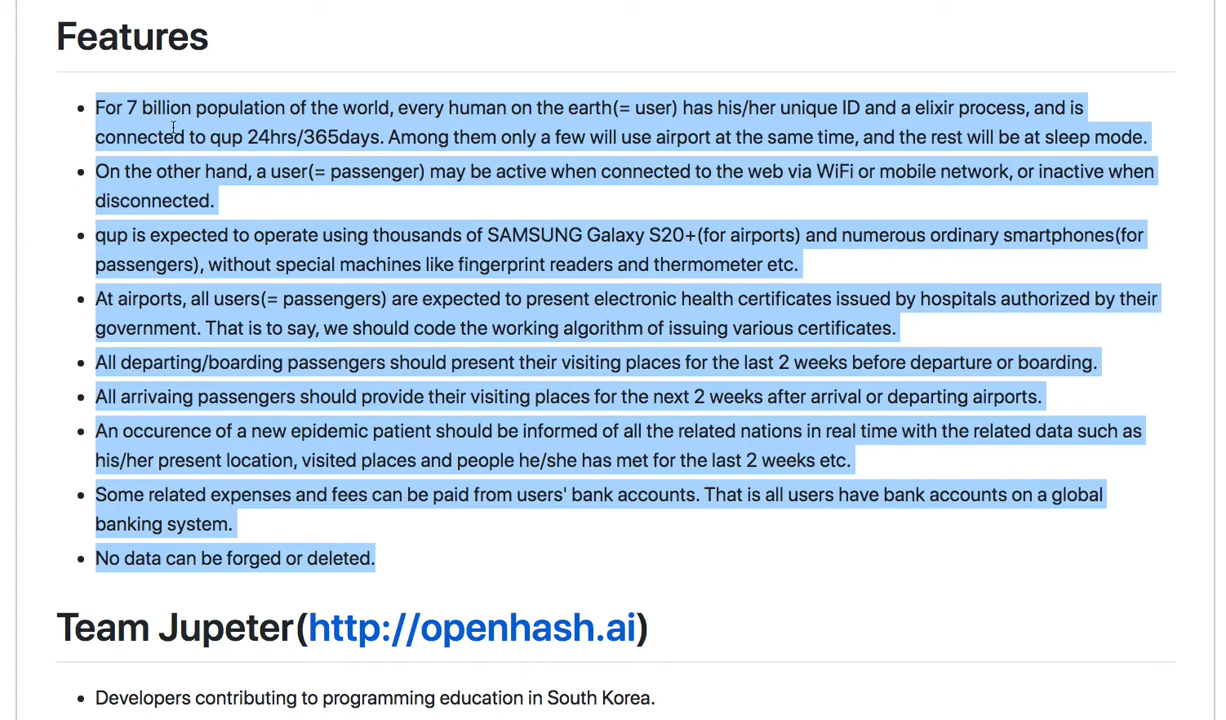 Features
For 7 billion population of the world, every human on the earth(= user) has his/her unique ID and a elixir process, and is
connected to qup 24hrs/365days. Among them only a few will use airport at the same time, and the rest will be at sleep mode.
On the other hand, a user(= passenger) may be active when connected to the web via WiFi or mobile network, or inactive when
disconnected.
qup is expected to operate using thousands of SAMSUNG Galaxy S20+(for airports) and numerous ordinary smartphones(for
passengers), without special machines like fingerprint readers and thermometer etc.
At airports, all users(= passengers) are expected to present electronic health certificates issued by hospitals authorized by their
government. That is to say, we should code the working algorithm of issuing various certificates.
All departing/boarding passengers should present their visiting places for the last 2 weeks before departure or boarding.
All arrivaing passengers should provide their visiting places for the next 2 weeks after arrival or departing airports.
An occurence of a new epidemic patient should be informed of all the related nations in real time with the related data such as
his/her present location, visited places and people he/she has met for the last 2 weeks etc.
Some related expenses and fees can be paid from users' bank accounts. That is all users have bank accounts on a global
banking system.
No data can be forged or deleted.
Team Jupeter(http://openhash.ai)
Developers contributing to programming education in South Korea.